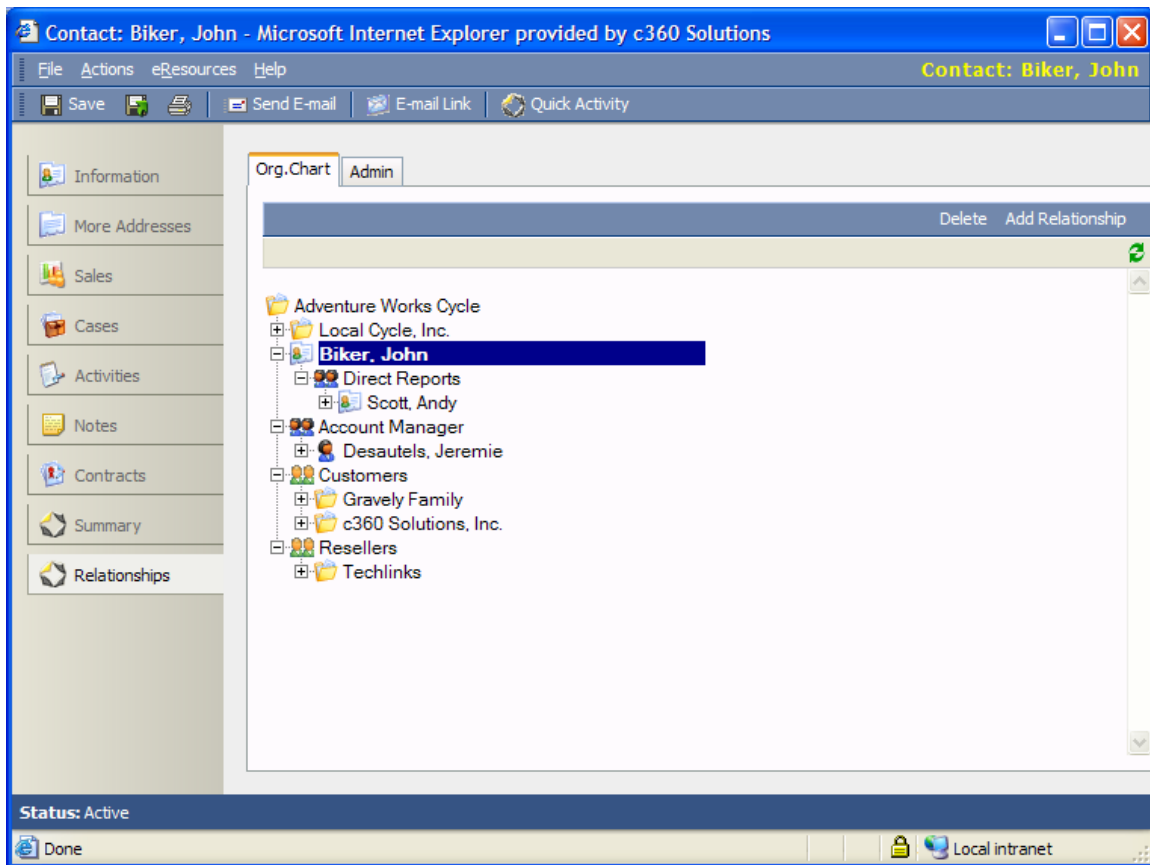 Contact: Biker, John - Microsoft Internet Explorer provided by c360 Solutions
File Actions eResources Help Contact: Biker, John
Save Send E-mail E-mail Link Quick Activity
Information
More Addresses
Sales
Cases
Activities
Notes
Contracts
Summary
Relationships
Org.Chart Admin
Delete Add Relationship
Adventure Works Cycle
Local Cycle, Inc.
Biker, John
Direct Reports
Scott, Andy
Account Manager
Desautels, Jeremie
Customers
Gravely Family
c360 Solutions, Inc.
Resellers
Techlinks
Status: Active
Done Local intranet